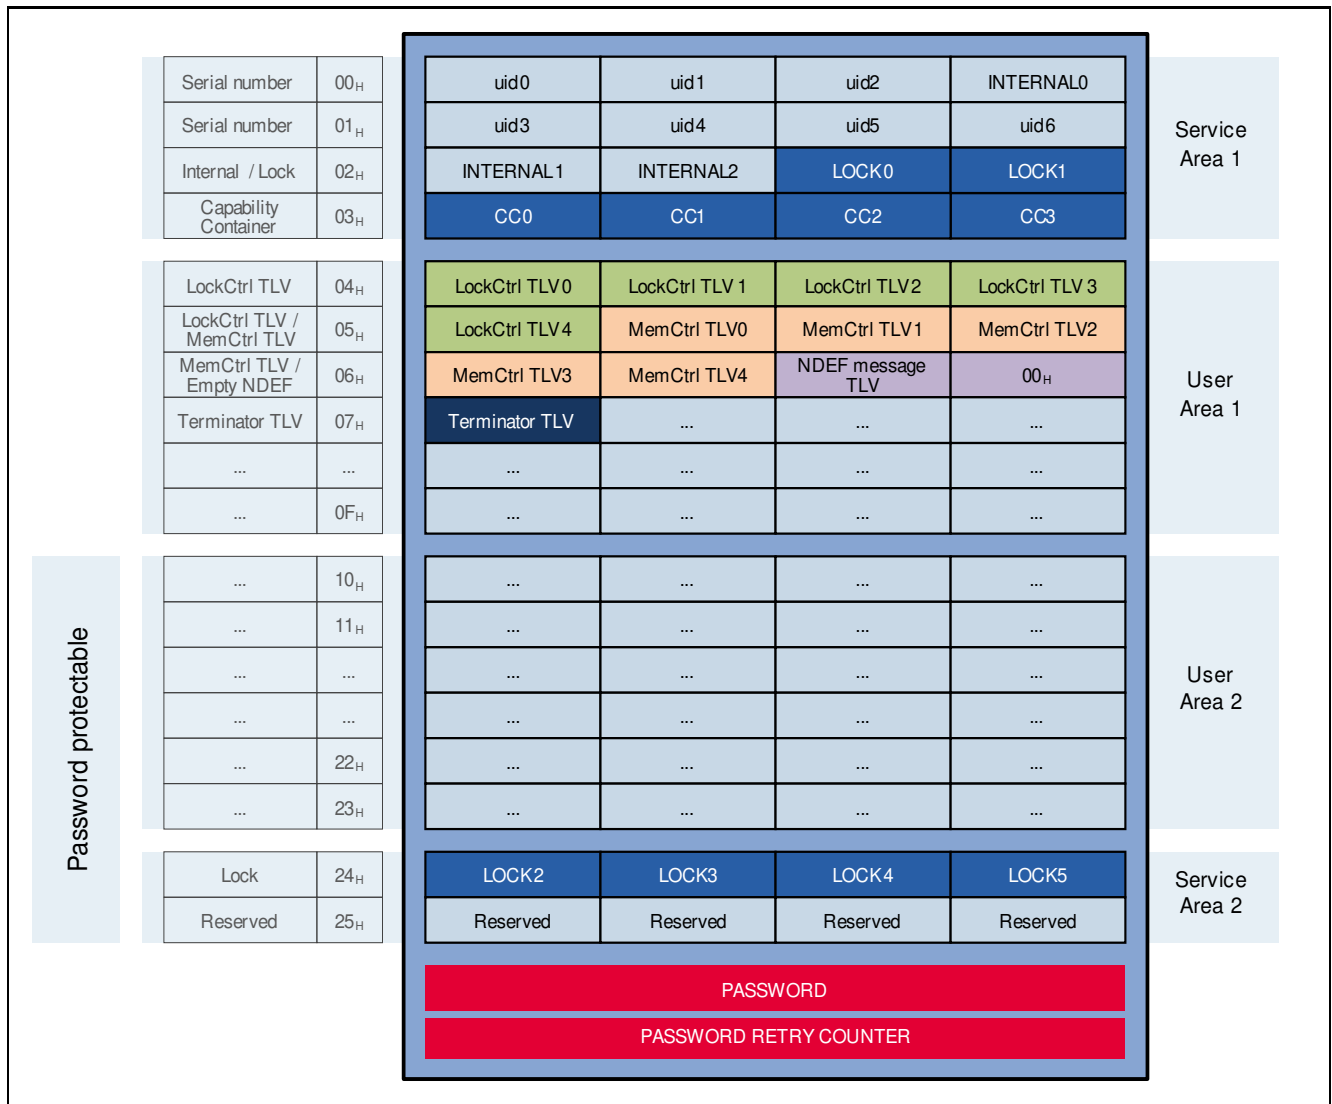 Serial number 00H uid0 uid1 uid2 INTERNAL0
Serial number 01H uid3 uid4 uid5 uid6
Internal / Lock 02H INTERNAL1 INTERNAL2 LOCK0 LOCK1
Capability Container 03H CC0 CC1 CC2 CC3
Service Area 1
LockCtrl TLV 04H LockCtrl TLV0 LockCtrl TLV1 LockCtrl TLV2 LockCtrl TLV3
LockCtrl TLV / MemCtrl TLV 05H LockCtrl TLV4 MemCtrl TLV0 MemCtrl TLV1 MemCtrl TLV2
MemCtrl TLV / Empty NDEF 06H MemCtrl TLV3 MemCtrl TLV4 NDEF message TLV 00H
Terminator TLV 07H Terminator TLV ... ... ...
... ... ... ... ... ...
... 0FH ... ... ... ...
User Area 1
Password protectable
... 10H ... ... ... ...
... 11H ... ... ... ...
... ... ... ... ... ...
... ... ... ... ... ...
... 22H ... ... ... ...
... 23H ... ... ... ...
User Area 2
Lock 24H LOCK2 LOCK3 LOCK4 LOCK5
Reserved 25H Reserved Reserved Reserved Reserved
Service Area 2
PASSWORD
PASSWORD RETRY COUNTER